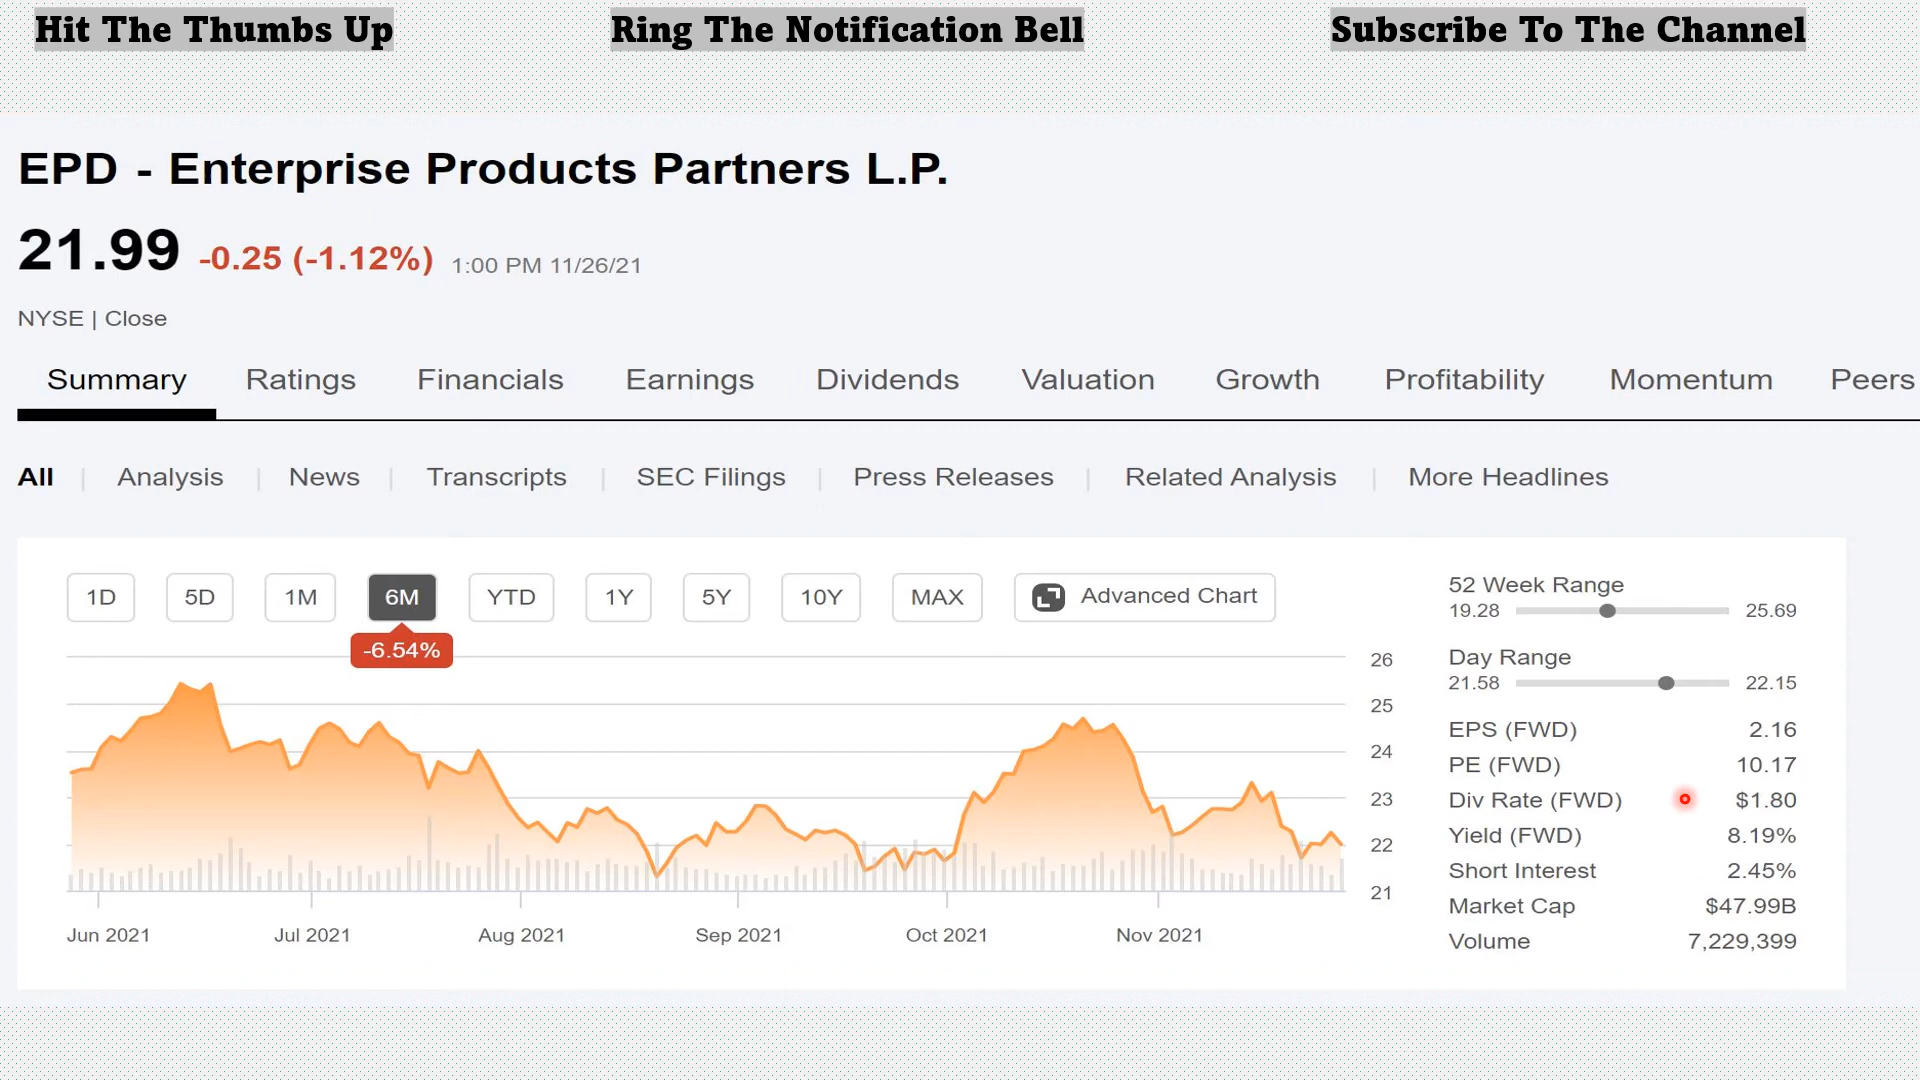 Hit The Thumbs Up Ring The Notification Bell Subscribe To The Channel
EPD - Enterprise Products Partners L.P.
21.99 -0.25 (-1.12%) 1:00 PM 11/26/21
NYSE | Close
Summary Ratings Financials Earnings Dividends Valuation Growth Profitability Momentum Peers
All | Analysis | News | Transcripts | SEC Filings | Press Releases | Related Analysis | More Headlines
1D 5D 1M 6M YTD 1Y 5Y 10Y MAX Advanced Chart
-6.54%
26
25
24
23
22
21
Jun 2021 Jul 2021 Aug 2021 Sep 2021 Oct 2021 Nov 2021
52 Week Range
19.28 25.69
Day Range
21.58 22.15
EPS (FWD) 2.16
PE (FWD) 10.17
Div Rate (FWD) $1.80
Yield (FWD) 8.19%
Short Interest 2.45%
Market Cap $47.99B
Volume 7,229,399